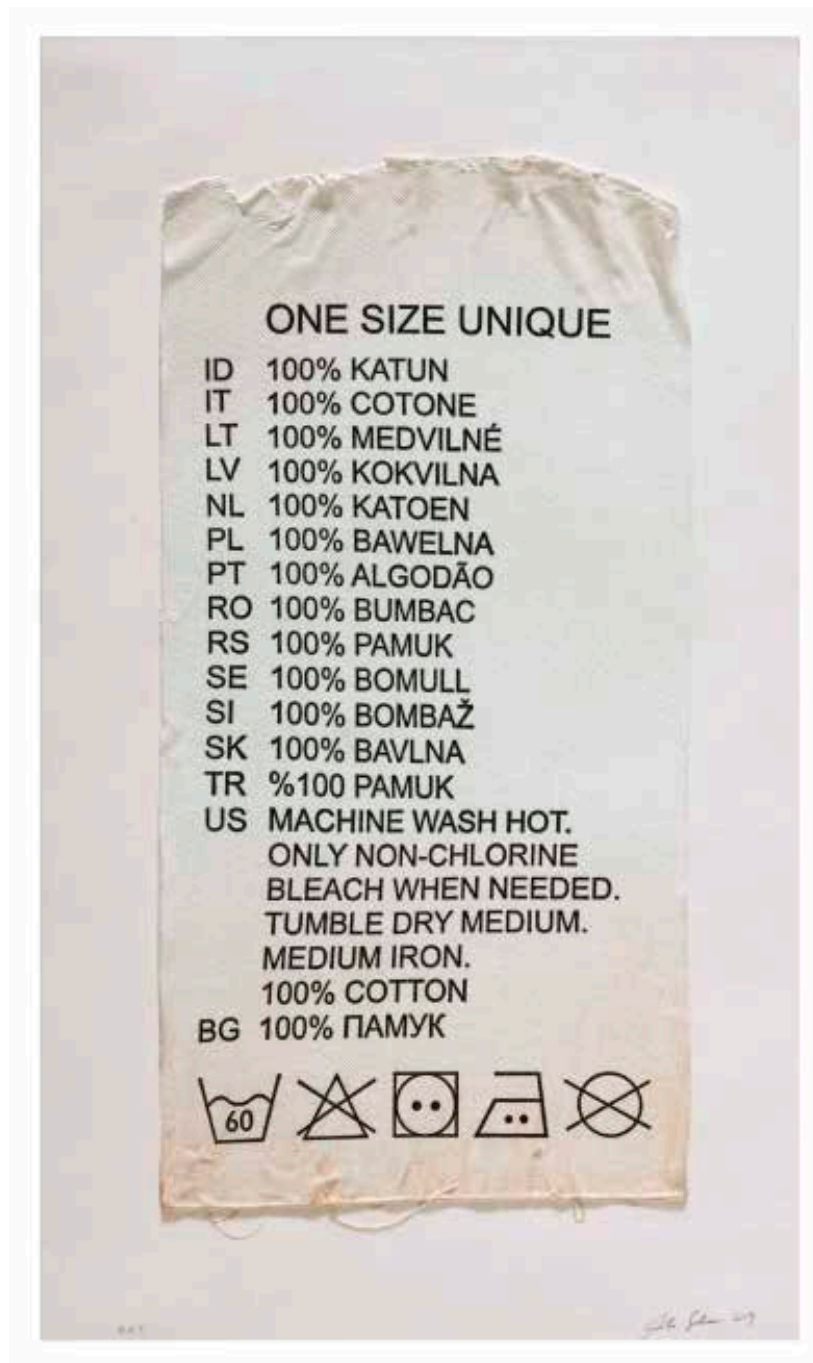 ONE SIZE UNIQUE
ID 100% KATUN
IT 100% COTONE
LT 100% MEDVILNÉ
LV 100% KOKVILNA
NL 100% KATOEN
PL 100% BAWELNA
PT 100% ALGODÃO
RO 100% BUMBAC
RS 100% PAMUK
SE 100% BOMULL
SI 100% BOMBAŽ
SK 100% BAVLNA
TR %100 PAMUK
US MACHINE WASH HOT.
ONLY NON-CHLORINE
BLEACH WHEN NEEDED.
TUMBLE DRY MEDIUM.
MEDIUM IRON.
100% COTTON
BG 100% ПАМУК
60